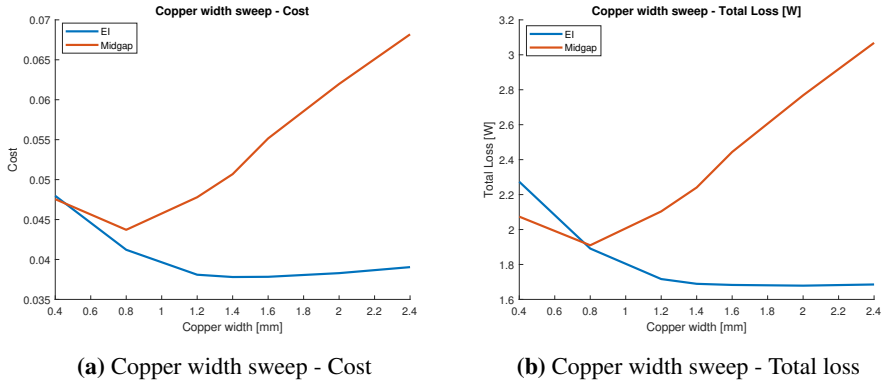 Copper width sweep - Cost
0.07
0.065
0.06
0.055
0.05
0.045
0.04
0.035
Cost
EI
Midgap
0.4 0.6 0.8 1 1.2 1.4 1.6 1.8 2 2.2 2.4
Copper width [mm]
(a) Copper width sweep - Cost
Copper width sweep - Total Loss [W]
3.2
3
2.8
2.6
2.4
2.2
2
1.8
1.6
Total Loss [W]
EI
Midgap
0.4 0.6 0.8 1 1.2 1.4 1.6 1.8 2 2.2 2.4
Copper width [mm]
(b) Copper width sweep - Total loss